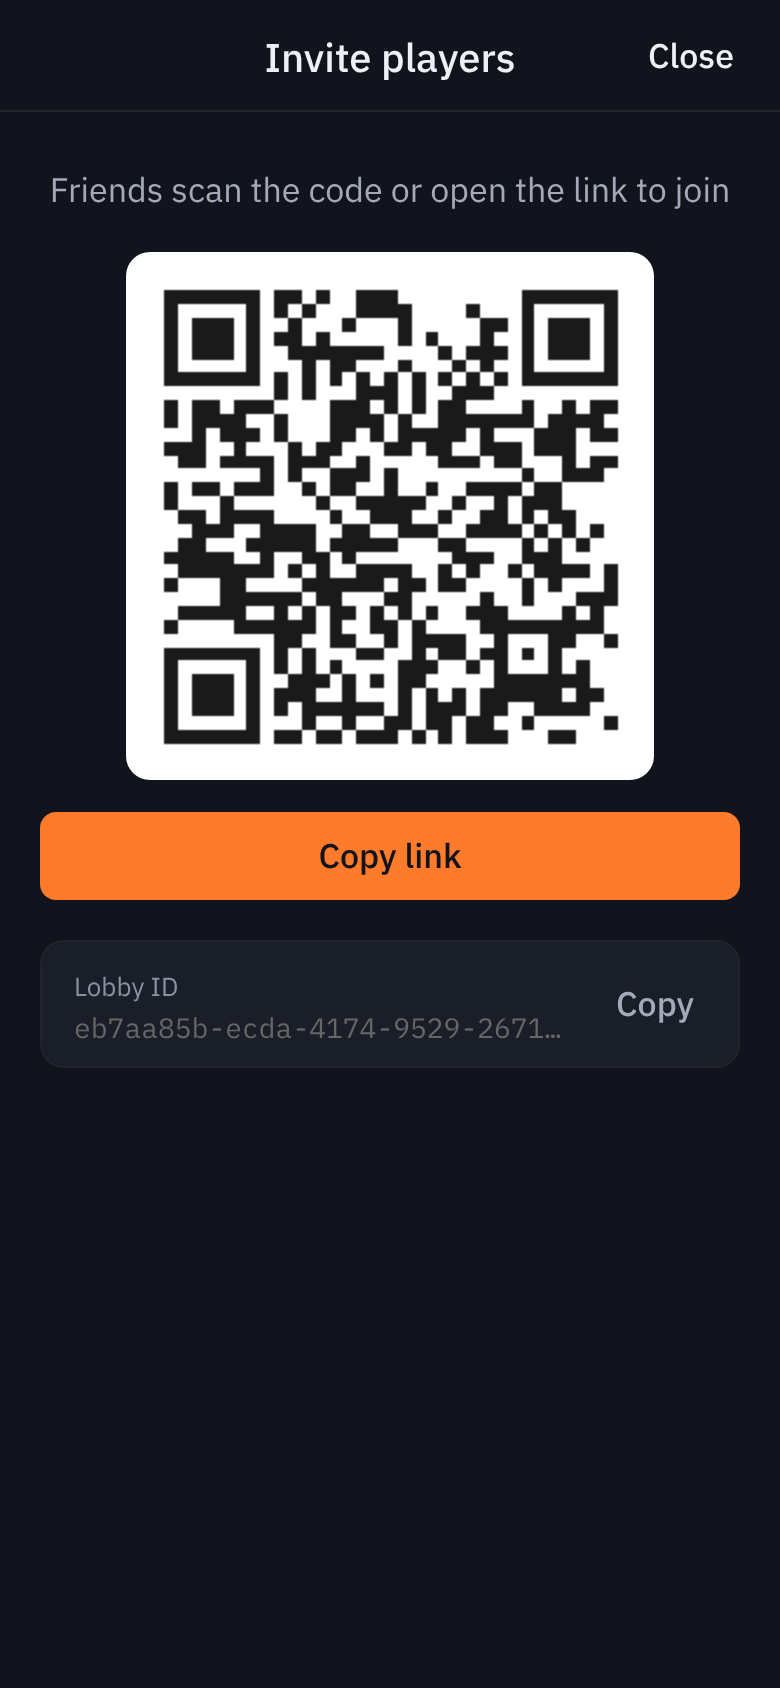 Invite players
Close
Friends scan the code or open the link to join
Copy link
Lobby ID
eb7aa85b-ecda-4174-9529-2671…
Copy